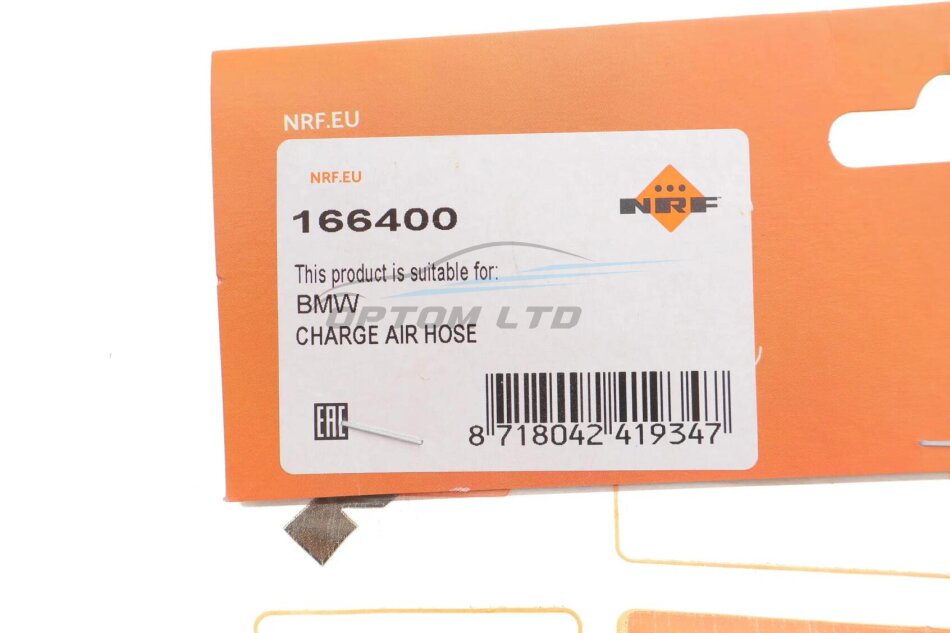 NRF.EU
NRF.EU
NRF
166400
This product is suitable for:
BMW
OPTOM LTD
CHARGE AIR HOSE
EAC
8 718042 419347